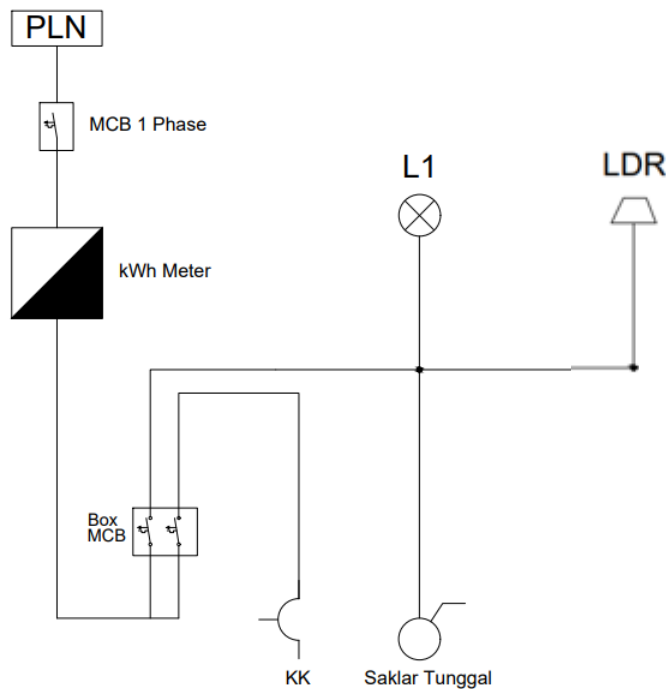 PLN
MCB 1 Phase
L1
LDR
kWh Meter
Box
MCB
KK
Saklar Tunggal